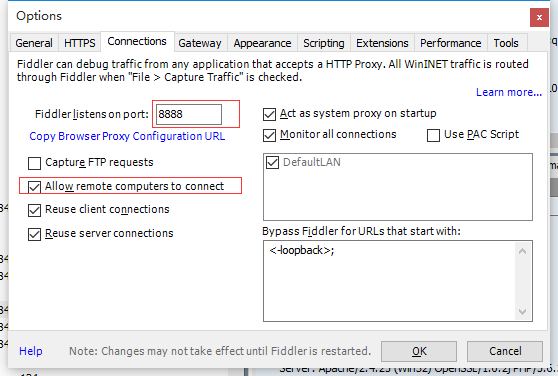 Options
General HTTPS Connections Gateway Appearance Scripting Extensions Performance Tools
Fiddler can debug traffic from any application that accepts a HTTP Proxy. All WinINET traffic is routed
through Fiddler when "File > Capture Traffic" is checked.
Learn more...
Fiddler listens on port: 8888
Copy Browser Proxy Configuration URL
Capture FTP requests
Allow remote computers to connect
Reuse client connections
Reuse server connections
Act as system proxy on startup
Monitor all connections
Use PAC Script
DefaultLAN
Bypass Fiddler for URLs that start with:
<-loopback>;
Help
Note: Changes may not take effect until Fiddler is restarted.
OK
Cancel